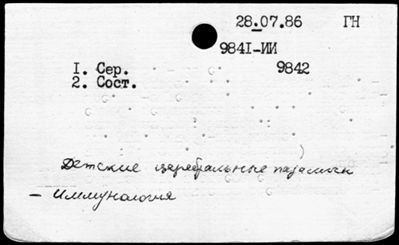 28.07.86 ГН
9841-ИИ
1. Сер. 9842
2. Сост.
Детские церебральные параличи
– Иммунология